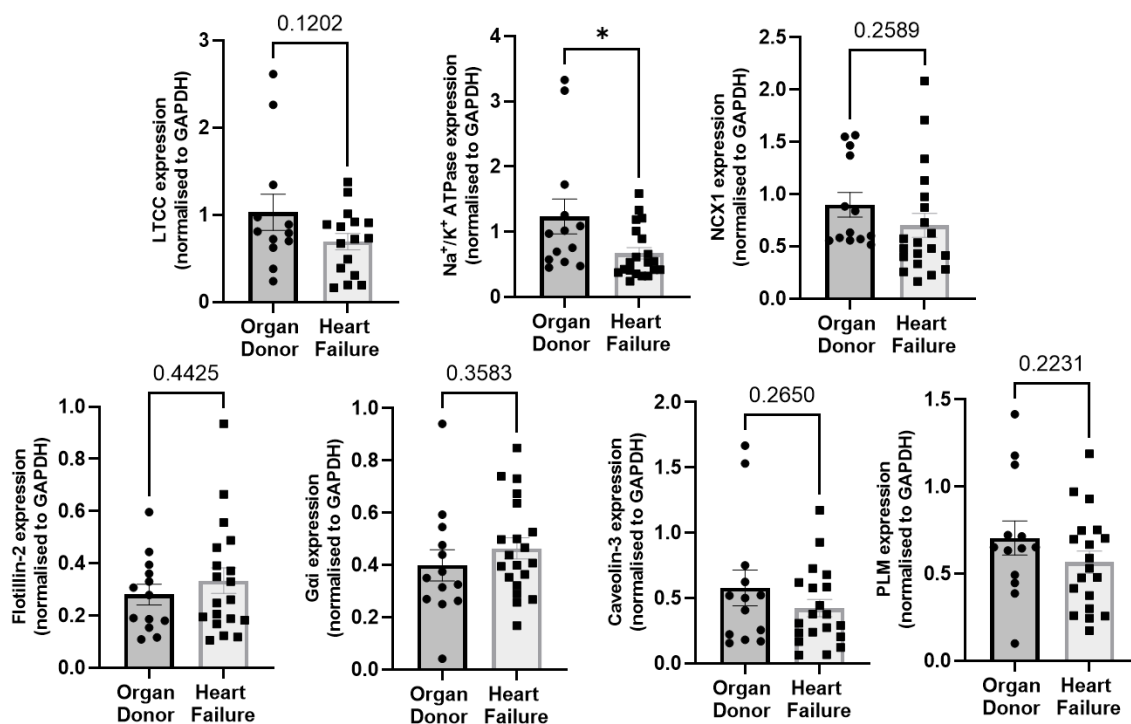 0.1202
LTCC expression
(normalised to GAPDH)
3
2
1
0
Organ
Donor
Heart
Failure
*
Na⁺/K⁺ ATPase expression
(normalised to GAPDH)
4
3
2
1
0
Organ
Donor
Heart
Failure
0.2589
NCX1 expression
(normalised to GAPDH)
2.5
2.0
1.5
1.0
0.5
0.0
Organ
Donor
Heart
Failure
0.4425
Flotillin-2 expression
(normalised to GAPDH)
1.0
0.8
0.6
0.4
0.2
0.0
Organ
Donor
Heart
Failure
0.3583
Gαi expression
(normalised to GAPDH)
1.0
0.8
0.6
0.4
0.2
0.0
Organ
Donor
Heart
Failure
0.2650
Caveolin-3 expression
(normalised to GAPDH)
2.0
1.5
1.0
0.5
0.0
Organ
Donor
Heart
Failure
0.2231
PLM expression
(normalised to GAPDH)
1.5
1.0
0.5
0.0
Organ
Donor
Heart
Failure